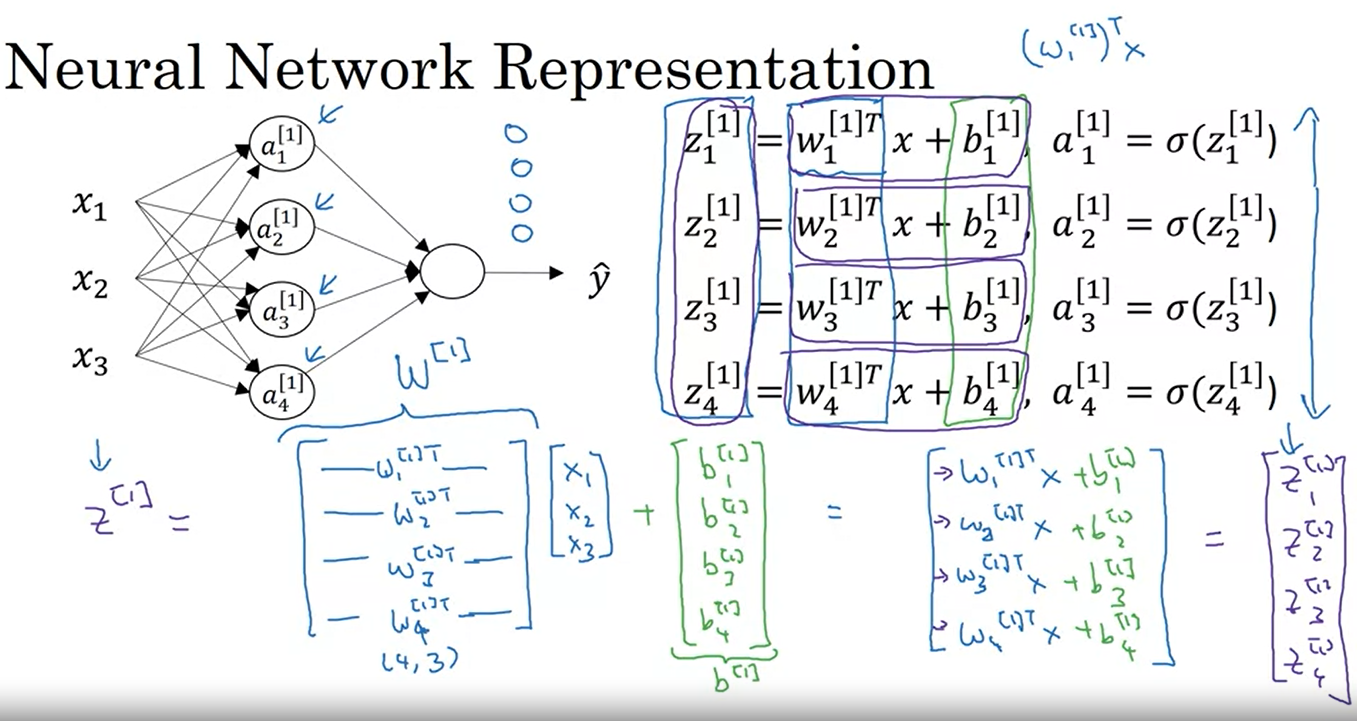 (w₁^[1])^T x
Neural Network Representation
x₁
x₂
x₃
a₁^[1]
a₂^[1]
a₃^[1]
a₄^[1]
ŷ
z₁^[1] = w₁^[1]T x + b₁^[1], a₁^[1] = σ(z₁^[1])
z₂^[1] = w₂^[1]T x + b₂^[1], a₂^[1] = σ(z₂^[1])
z₃^[1] = w₃^[1]T x + b₃^[1], a₃^[1] = σ(z₃^[1])
z₄^[1] = w₄^[1]T x + b₄^[1], a₄^[1] = σ(z₄^[1])
W^[1]
z^[1] =
w₁^[1]T
w₂^[1]T
w₃^[1]T
w₄^[1]T
(4,3)
x₁
x₂
x₃
+
b₁^[1]
b₂^[1]
b₃^[1]
b₄^[1]
b^[1]
=
→ w₁^[1]T x + b₁^[1]
→ w₂^[1]T x + b₂^[1]
→ w₃^[1]T x + b₃^[1]
→ w₄^[1]T x + b₄^[1]
=
z₁^[1]
z₂^[1]
z₃^[1]
z₄^[1]